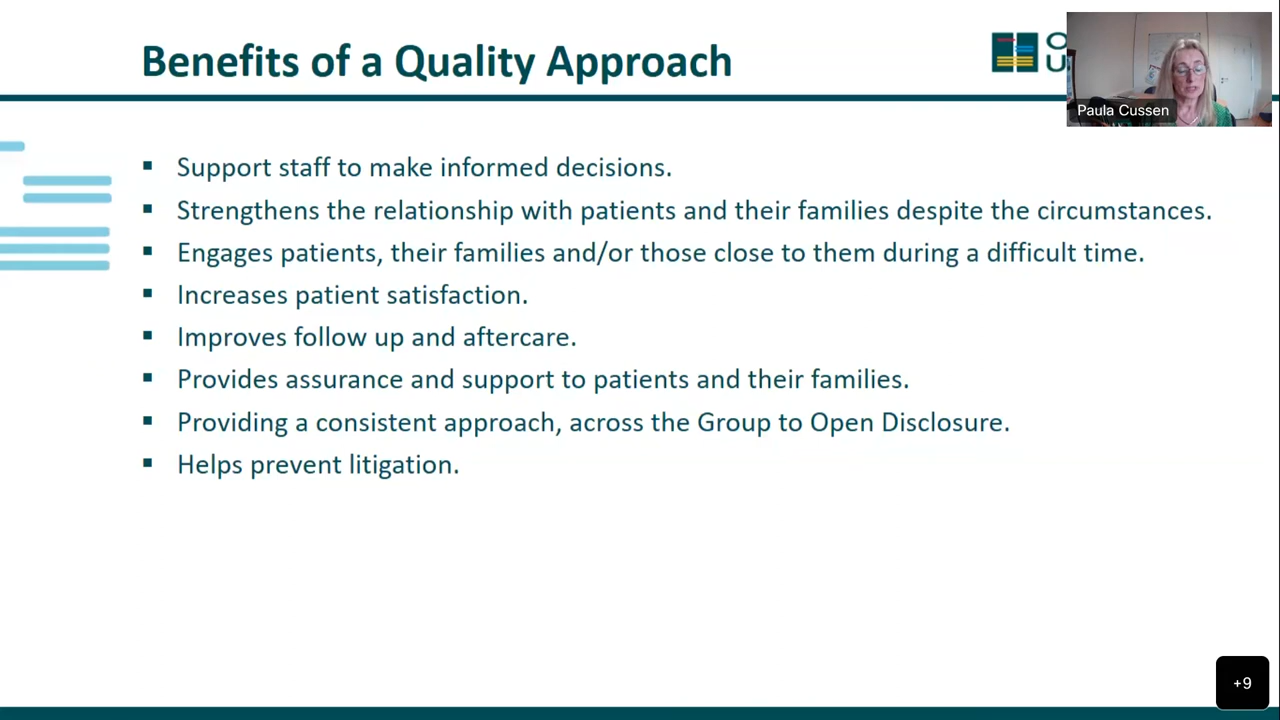 Benefits of a Quality Approach
O
U
Paula Cussen
▪ Support staff to make informed decisions.
▪ Strengthens the relationship with patients and their families despite the circumstances.
▪ Engages patients, their families and/or those close to them during a difficult time.
▪ Increases patient satisfaction.
▪ Improves follow up and aftercare.
▪ Provides assurance and support to patients and their families.
▪ Providing a consistent approach, across the Group to Open Disclosure.
▪ Helps prevent litigation.
+9